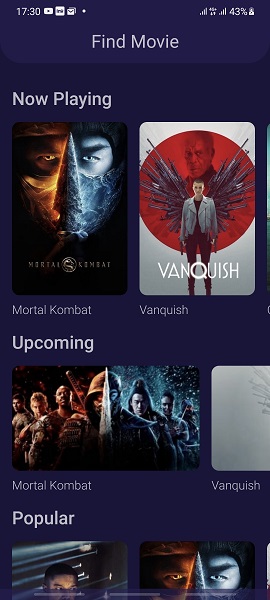 17:30
43%
Find Movie
Now Playing
MORTAL KOMBAT
VANQUISH
Mortal Kombat
Vanquish
Upcoming
Mortal Kombat
Vanquish
Popular